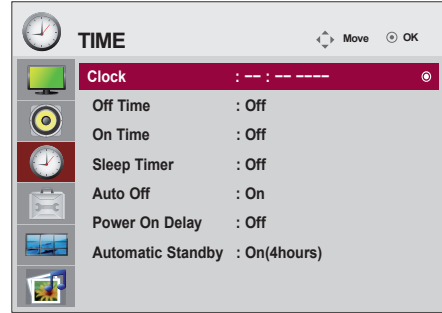 TIME Move OK
Clock : -- : -- ----
Off Time : Off
On Time : Off
Sleep Timer : Off
Auto Off : On
Power On Delay : Off
Automatic Standby : On(4hours)